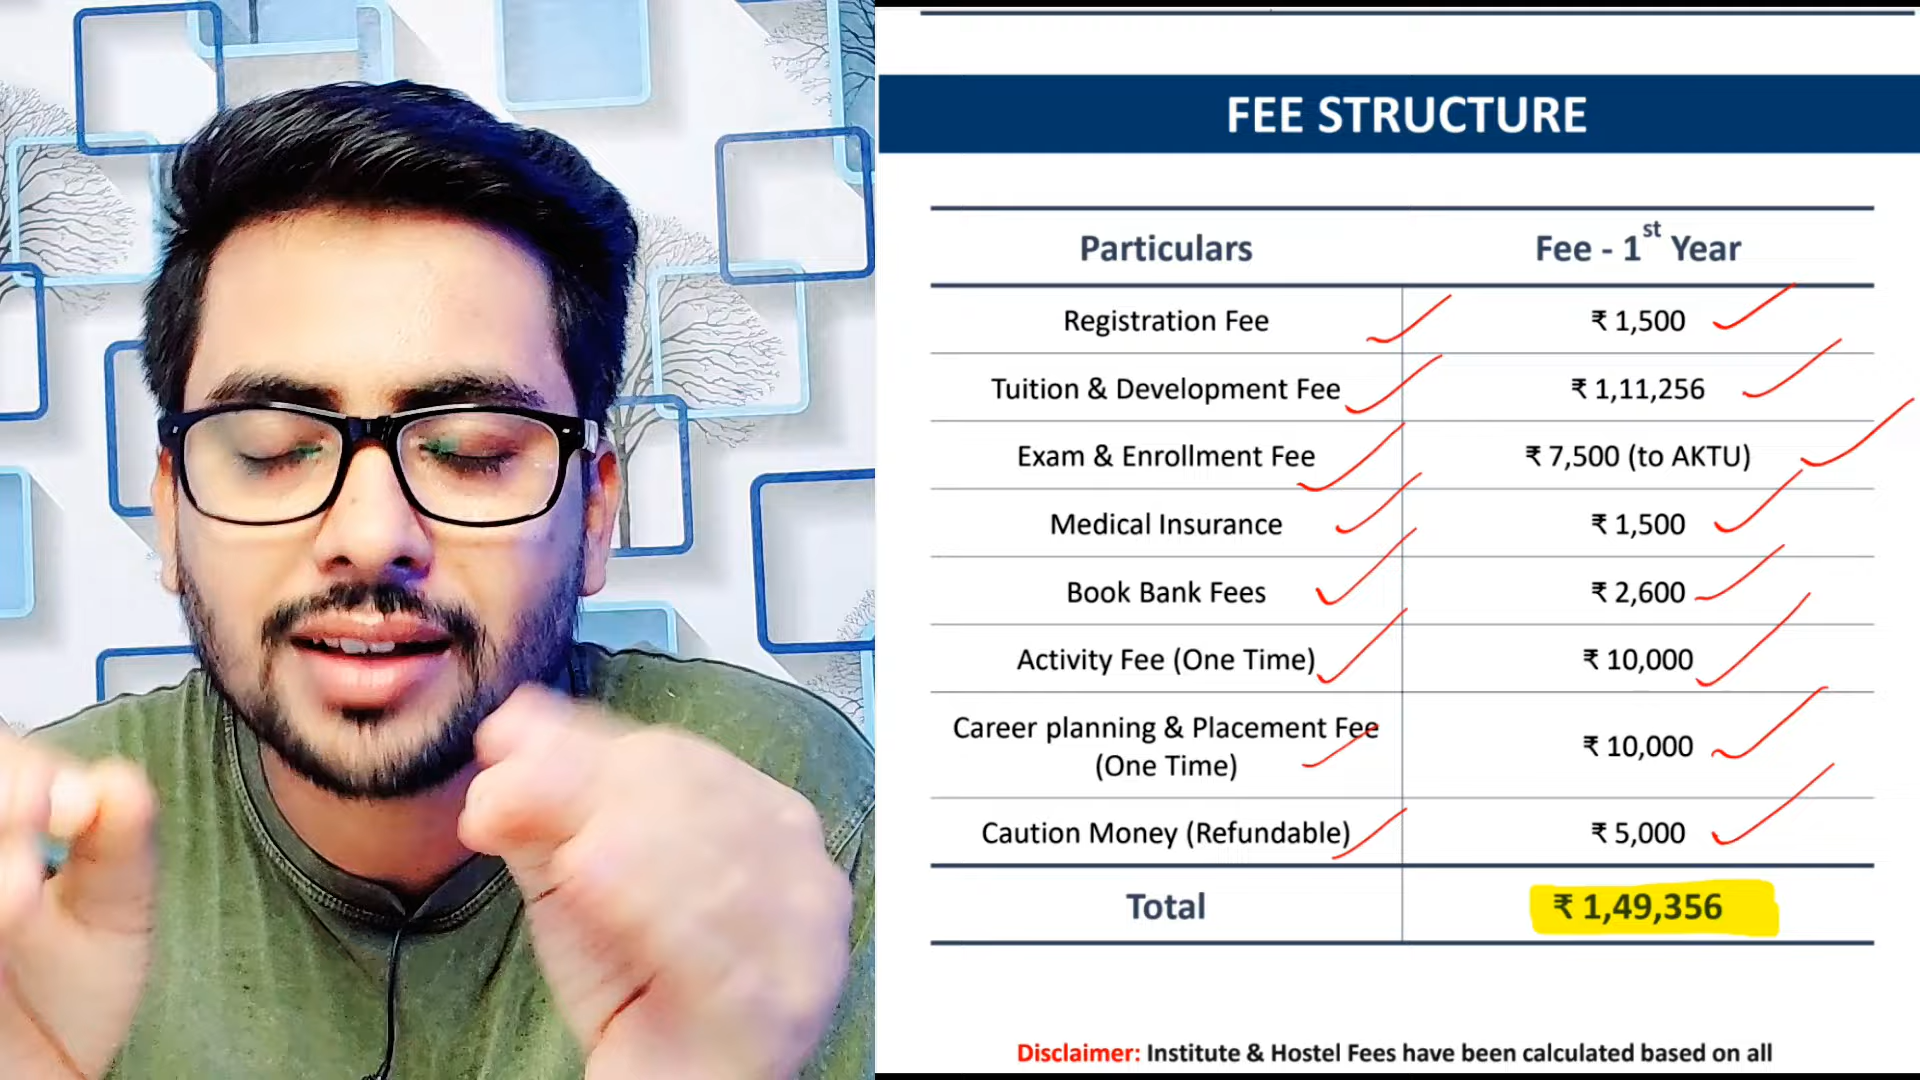 FEE STRUCTURE
Particulars Fee - 1st Year
Registration Fee ₹ 1,500
Tuition & Development Fee ₹ 1,11,256
Exam & Enrollment Fee ₹ 7,500 (to AKTU)
Medical Insurance ₹ 1,500
Book Bank Fees ₹ 2,600
Activity Fee (One Time) ₹ 10,000
Career planning & Placement Fee
(One Time) ₹ 10,000
Caution Money (Refundable) ₹ 5,000
Total ₹ 1,49,356
Disclaimer: Institute & Hostel Fees have been calculated based on all